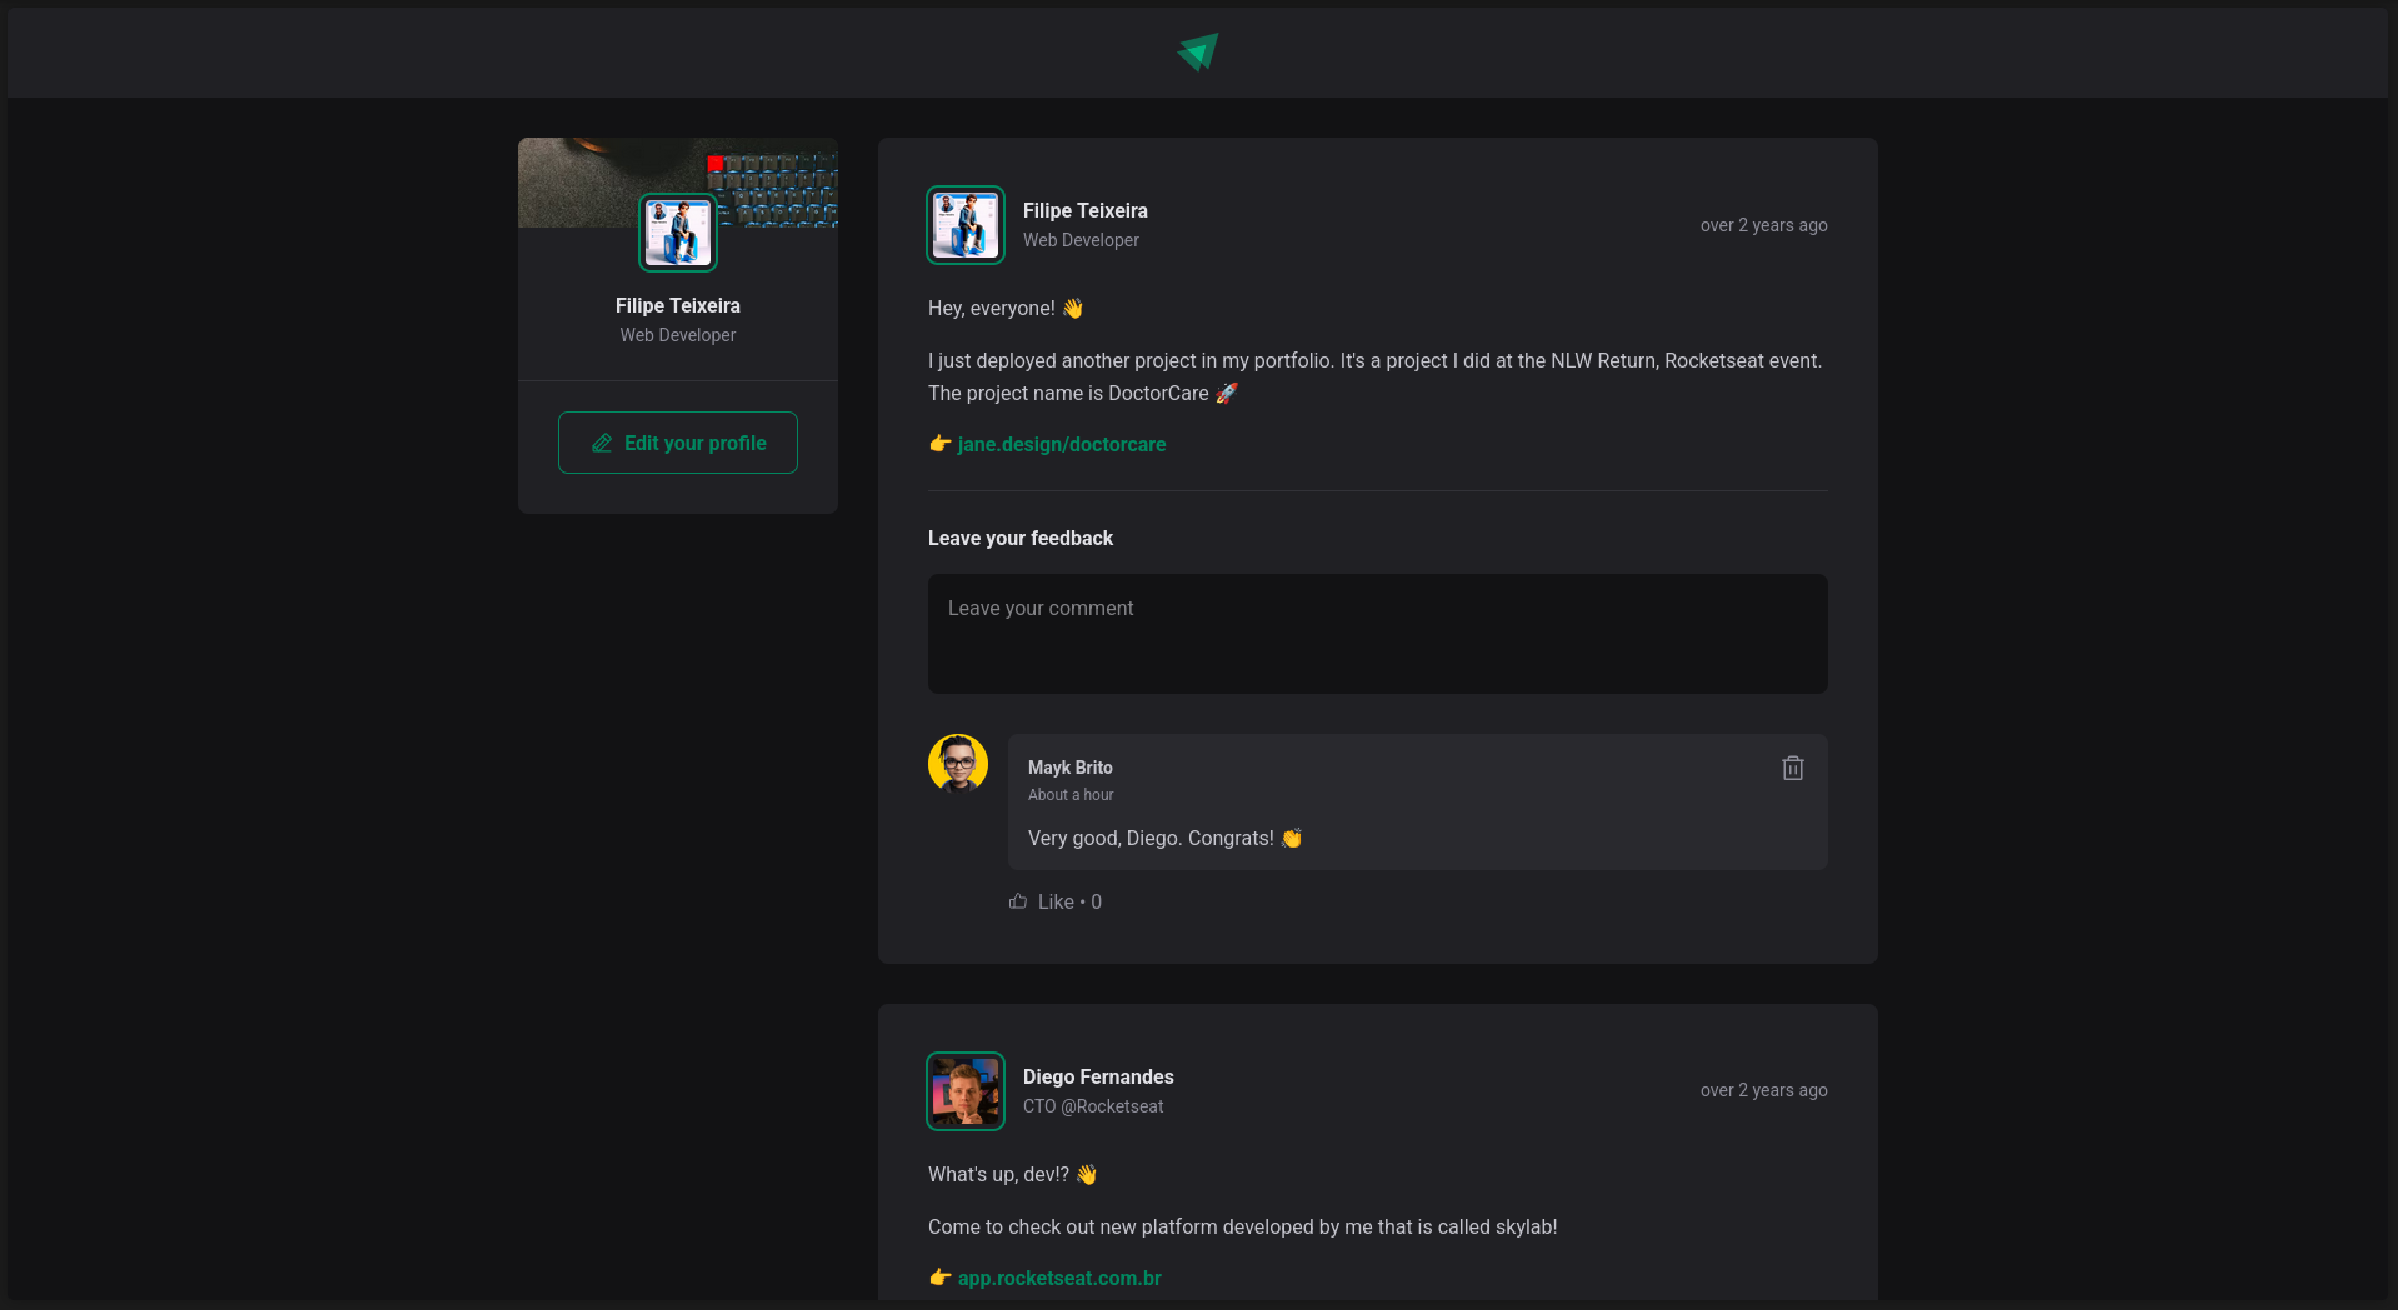 Filipe Teixeira
Web Developer
Edit your profile
Filipe Teixeira
Web Developer
over 2 years ago
Hey, everyone! 👋
I just deployed another project in my portfolio. It's a project I did at the NLW Return, Rocketseat event.
The project name is DoctorCare 🚀
👉 jane.design/doctorcare
Leave your feedback
Leave your comment
Mayk Brito
About a hour
Very good, Diego. Congrats! 👏
Like • 0
Diego Fernandes
CTO @Rocketseat
over 2 years ago
What's up, dev!? 👋
Come to check out new platform developed by me that is called skylab!
👉 app.rocketseat.com.br